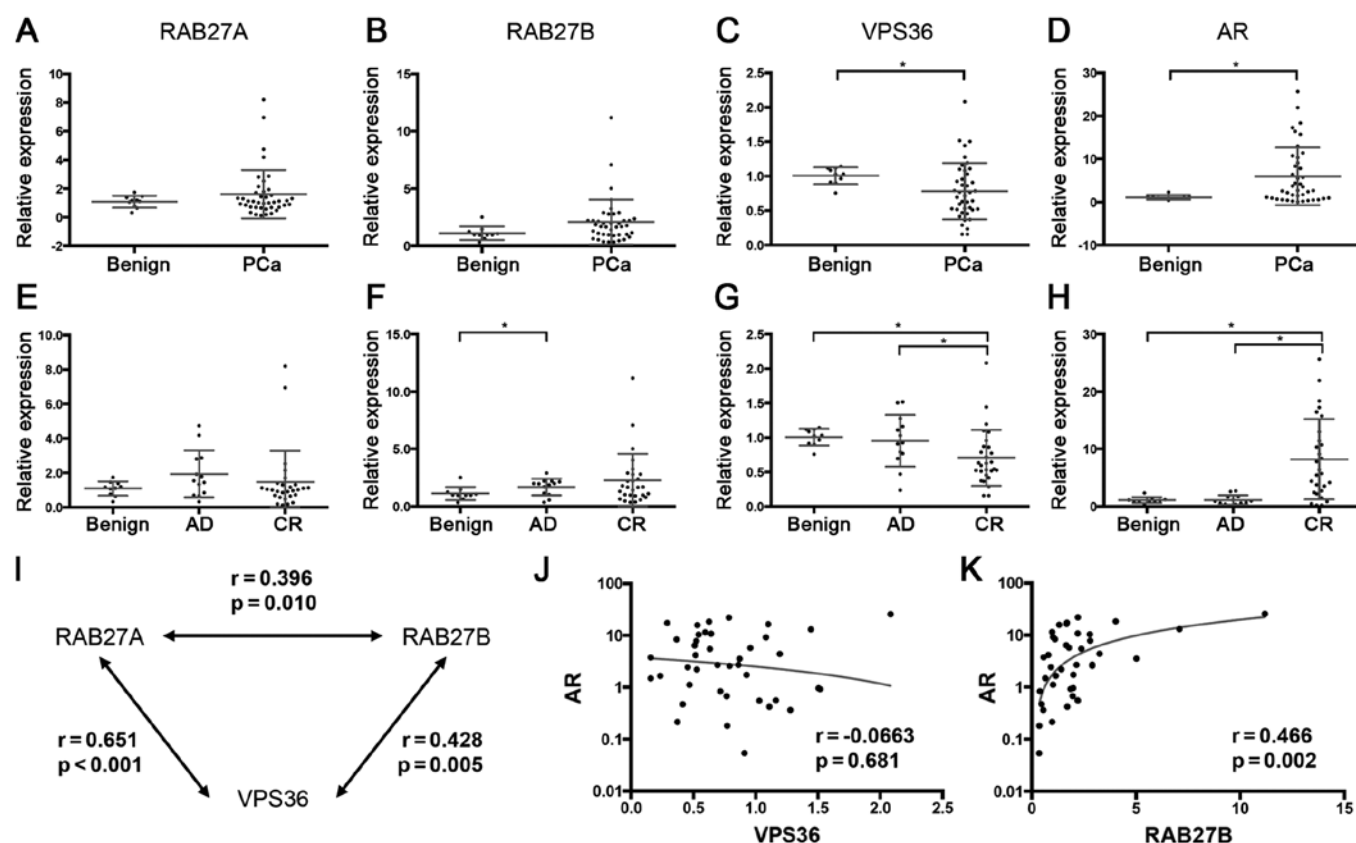 A RAB27A
Relative expression
10
8
6
4
2
0
-2
Benign PCa
B RAB27B
Relative expression
15
10
5
0
Benign PCa
C VPS36
Relative expression
2.5
2.0
1.5
1.0
0.5
0.0
*
Benign PCa
D AR
Relative expression
30
20
10
0
-10
*
Benign PCa
E
Relative expression
10.0
8.0
6.0
4.0
2.0
0.0
Benign AD CR
F
Relative expression
15.0
10.0
5.0
0.0
*
Benign AD CR
G
Relative expression
2.5
2.0
1.5
1.0
0.5
0.0
*
*
Benign AD CR
H
Relative expression
30
20
10
0
*
*
Benign AD CR
I
r = 0.396
p = 0.010
RAB27A RAB27B
r = 0.651
p < 0.001
r = 0.428
p = 0.005
VPS36
J
AR
100
10
1
0.1
0.01
r = -0.0663
p = 0.681
0.0 0.5 1.0 1.5 2.0 2.5
VPS36
K
AR
100
10
1
0.1
0.01
r = 0.466
p = 0.002
0 5 10 15
RAB27B